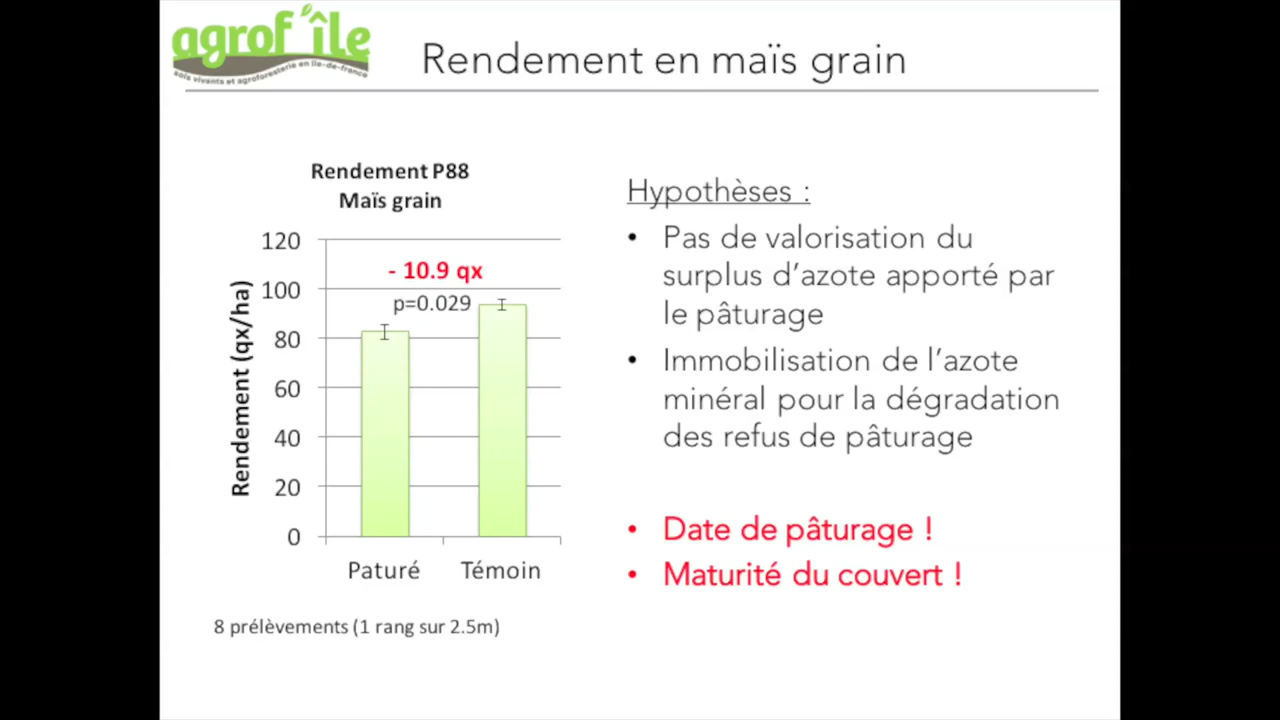 agrof'île
sols vivants et agroforesterie en île-de-france
Rendement en maïs grain
Rendement P88
Maïs grain
120
100
80
60
40
20
0
Rendement (qx/ha)
- 10.9 qx
p=0.029
Paturé
Témoin
8 prélèvements (1 rang sur 2.5m)
Hypothèses :
• Pas de valorisation du
surplus d'azote apporté par
le pâturage
• Immobilisation de l'azote
minéral pour la dégradation
des refus de pâturage
• Date de pâturage !
• Maturité du couvert !